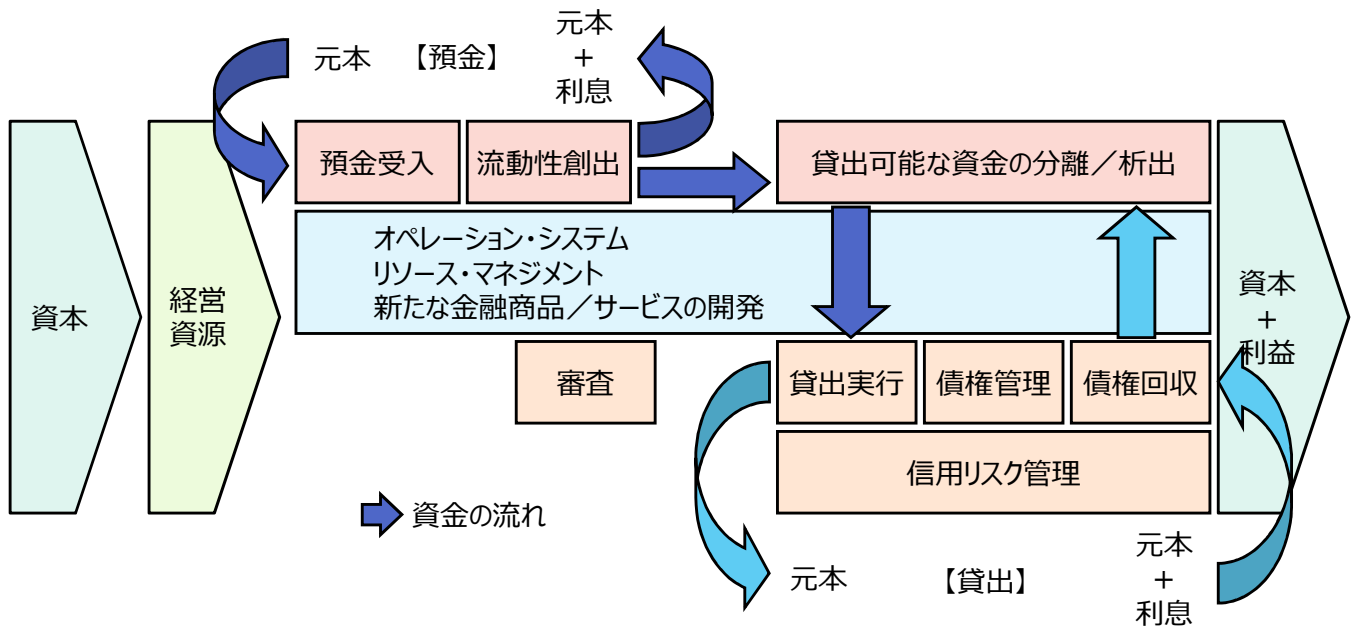 元本
【預金】
元本
+
利息
預金受入
流動性創出
貸出可能な資金の分離／析出
オペレーション・システム
リソース・マネジメント
新たな金融商品／サービスの開発
資本
経営
資源
資本
+
利益
審査
貸出実行
債権管理
債権回収
信用リスク管理
資金の流れ
元本
【貸出】
元本
+
利息